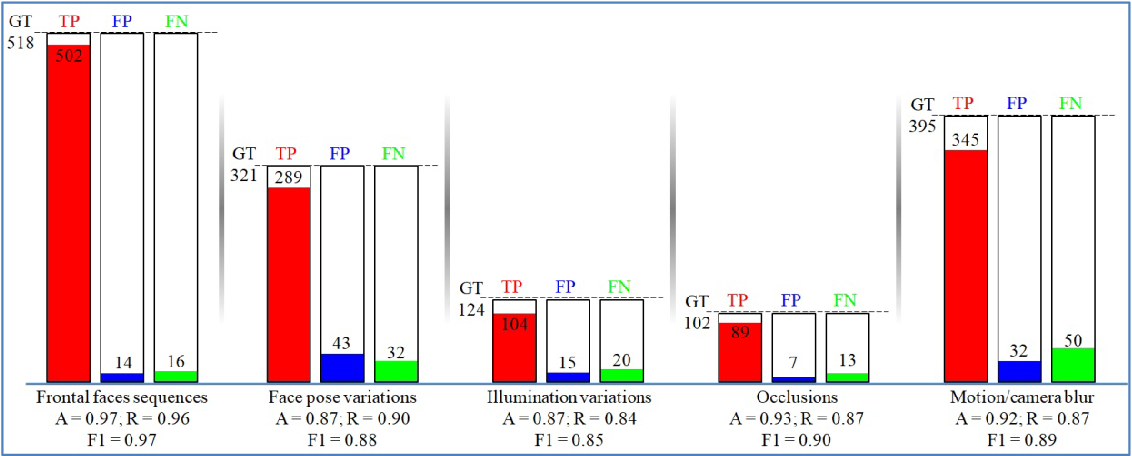 GT TP FP FN
518
502
14
16
Frontal faces sequences
A = 0.97; R = 0.96
F1 = 0.97
GT TP FP FN
321
289
43
32
Face pose variations
A = 0.87; R = 0.90
F1 = 0.88
GT TP FP FN
124
104
15
20
Illumination variations
A = 0.87; R = 0.84
F1 = 0.85
GT TP FP FN
102
89
7
13
Occlusions
A = 0.93; R = 0.87
F1 = 0.90
GT TP FP FN
395
345
32
50
Motion/camera blur
A = 0.92; R = 0.87
F1 = 0.89